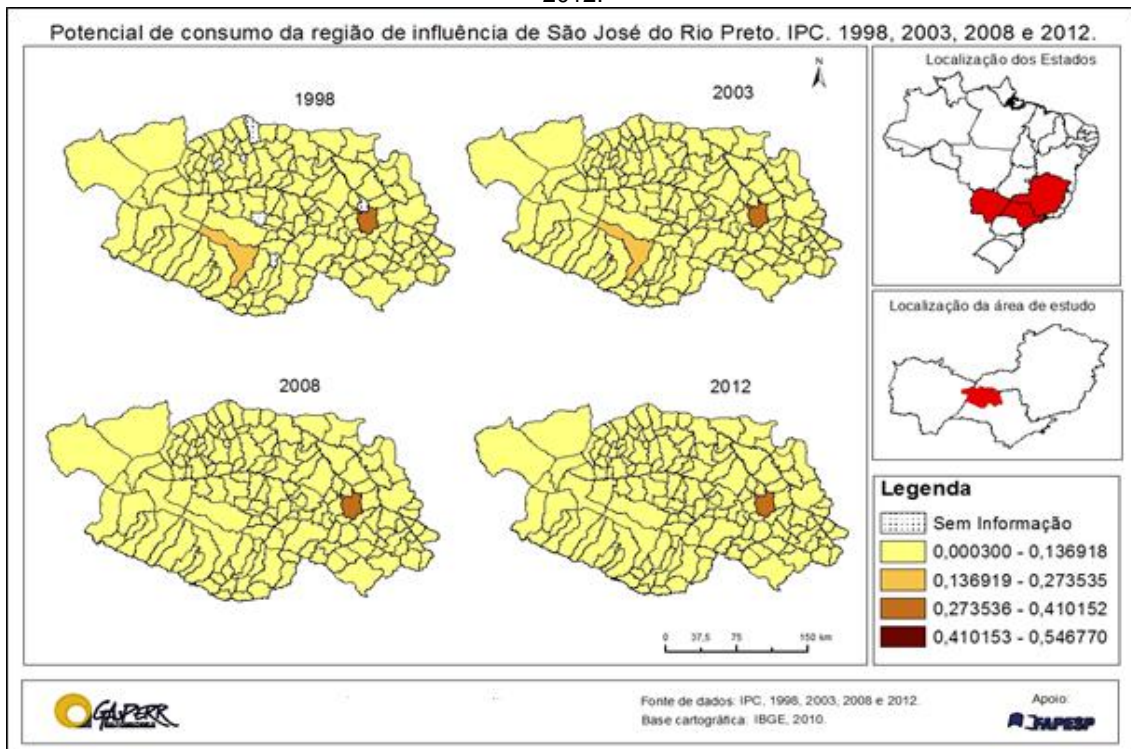 2012.
Potencial de consumo da região de influência de São José do Rio Preto. IPC. 1998, 2003, 2008 e 2012.
N
1998
2003
2008
2012
0 37,5 75 150 km
Localização dos Estados
Localização da área de estudo
Legenda
Sem Informação
0,000300 - 0,136918
0,136919 - 0,273535
0,273536 - 0,410152
0,410153 - 0,546770
GAsPERR
Fonte de dados: IPC, 1998, 2003, 2008 e 2012.
Base cartográfica: IBGE, 2010.
Apoio:
FAPESP